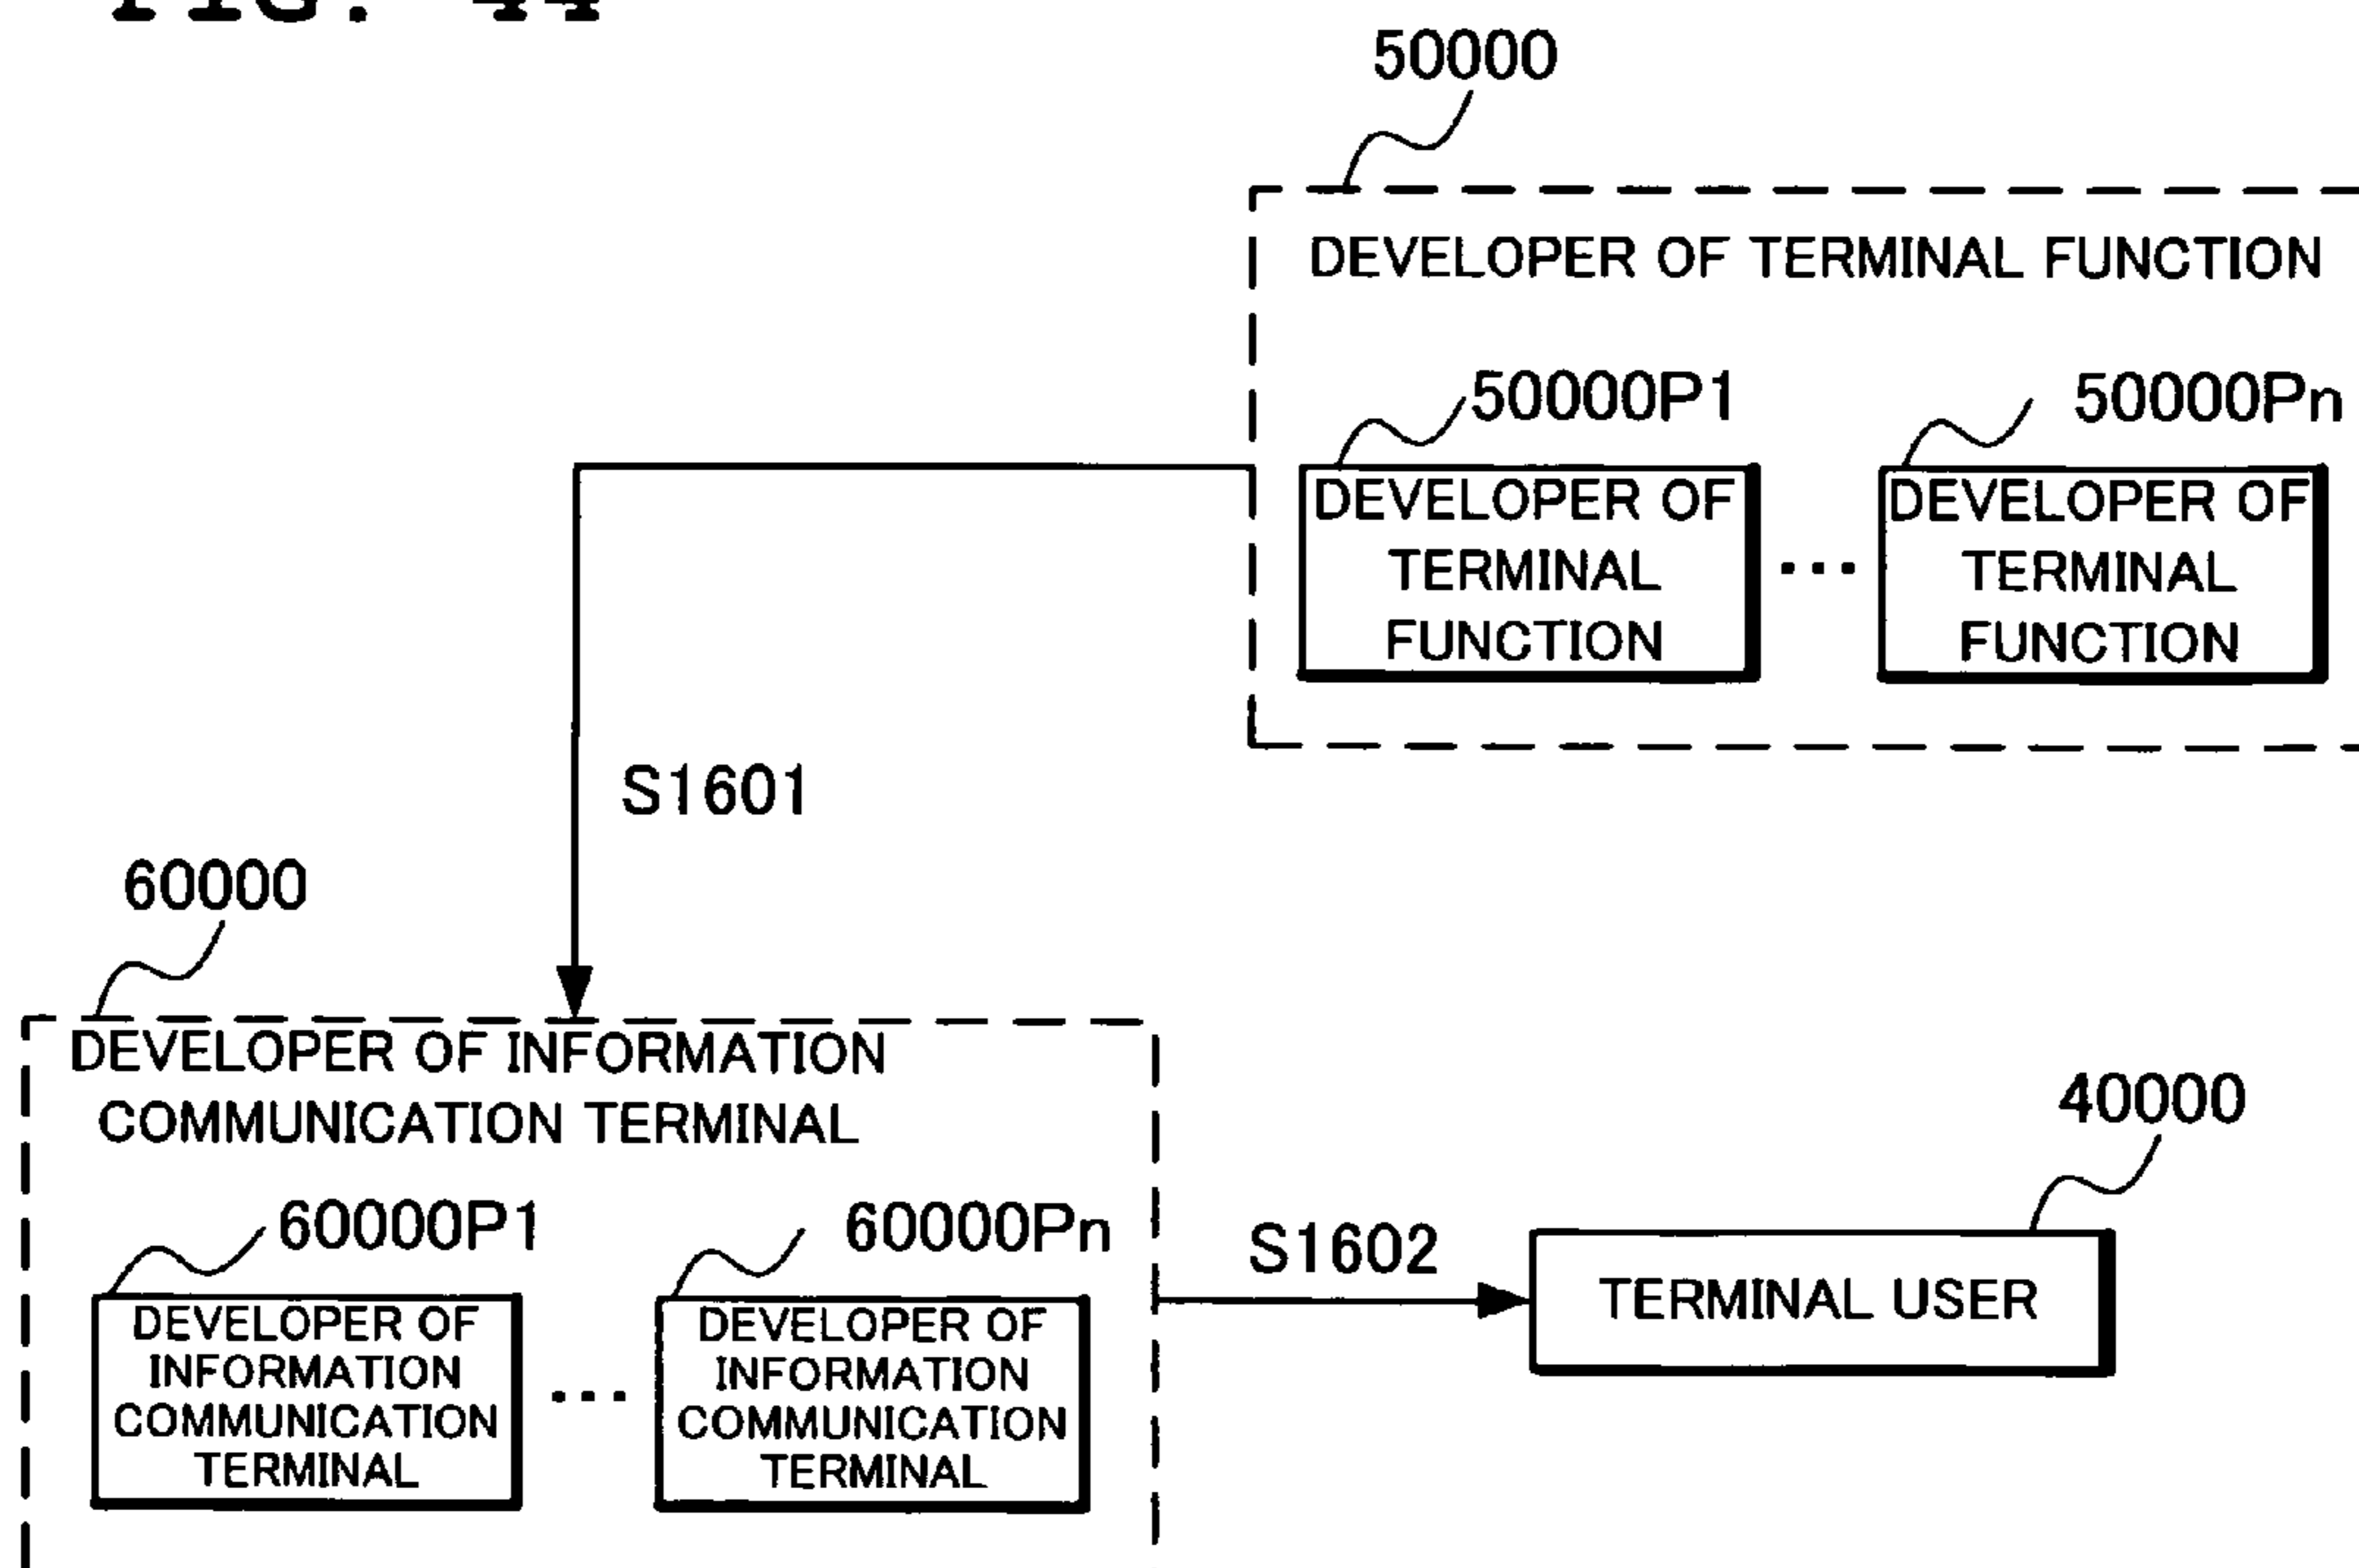 FIG. 44
50000
DEVELOPER OF TERMINAL FUNCTION
50000P1
50000Pn
DEVELOPER OF
TERMINAL
FUNCTION
...
DEVELOPER OF
TERMINAL
FUNCTION
S1601
60000
DEVELOPER OF INFORMATION
COMMUNICATION TERMINAL
60000P1
60000Pn
DEVELOPER OF
INFORMATION
COMMUNICATION
TERMINAL
...
DEVELOPER OF
INFORMATION
COMMUNICATION
TERMINAL
S1602
40000
TERMINAL USER